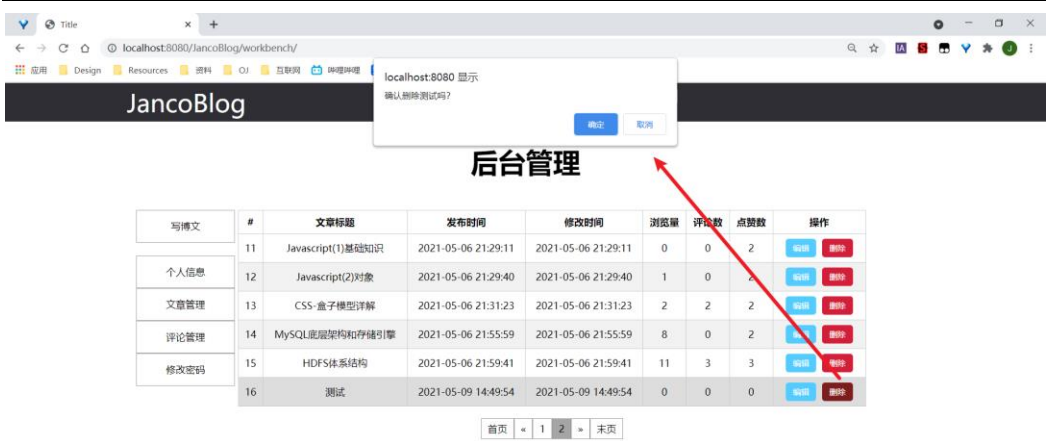 Title
localhost:8080/JancoBlog/workbench/
应用 Design Resources 资料 OJ 互联网 哔哩哔哩
localhost:8080 显示
确认删除测试吗?
确定 取消
JancoBlog
后台管理
写博文
个人信息
文章管理
评论管理
修改密码
# 文章标题 发布时间 修改时间 浏览量 评论数 点赞数 操作
11 Javascript(1)基础知识 2021-05-06 21:29:11 2021-05-06 21:29:11 0 0 2 编辑 删除
12 Javascript(2)对象 2021-05-06 21:29:40 2021-05-06 21:29:40 1 0 2 编辑 删除
13 CSS-盒子模型详解 2021-05-06 21:31:23 2021-05-06 21:31:23 2 2 2 编辑 删除
14 MySQL底层架构和存储引擎 2021-05-06 21:55:59 2021-05-06 21:55:59 8 0 2 编辑 删除
15 HDFS体系结构 2021-05-06 21:59:41 2021-05-06 21:59:41 11 3 3 编辑 删除
16 测试 2021-05-09 14:49:54 2021-05-09 14:49:54 0 0 0 编辑 删除
首页 « 1 2 » 末页